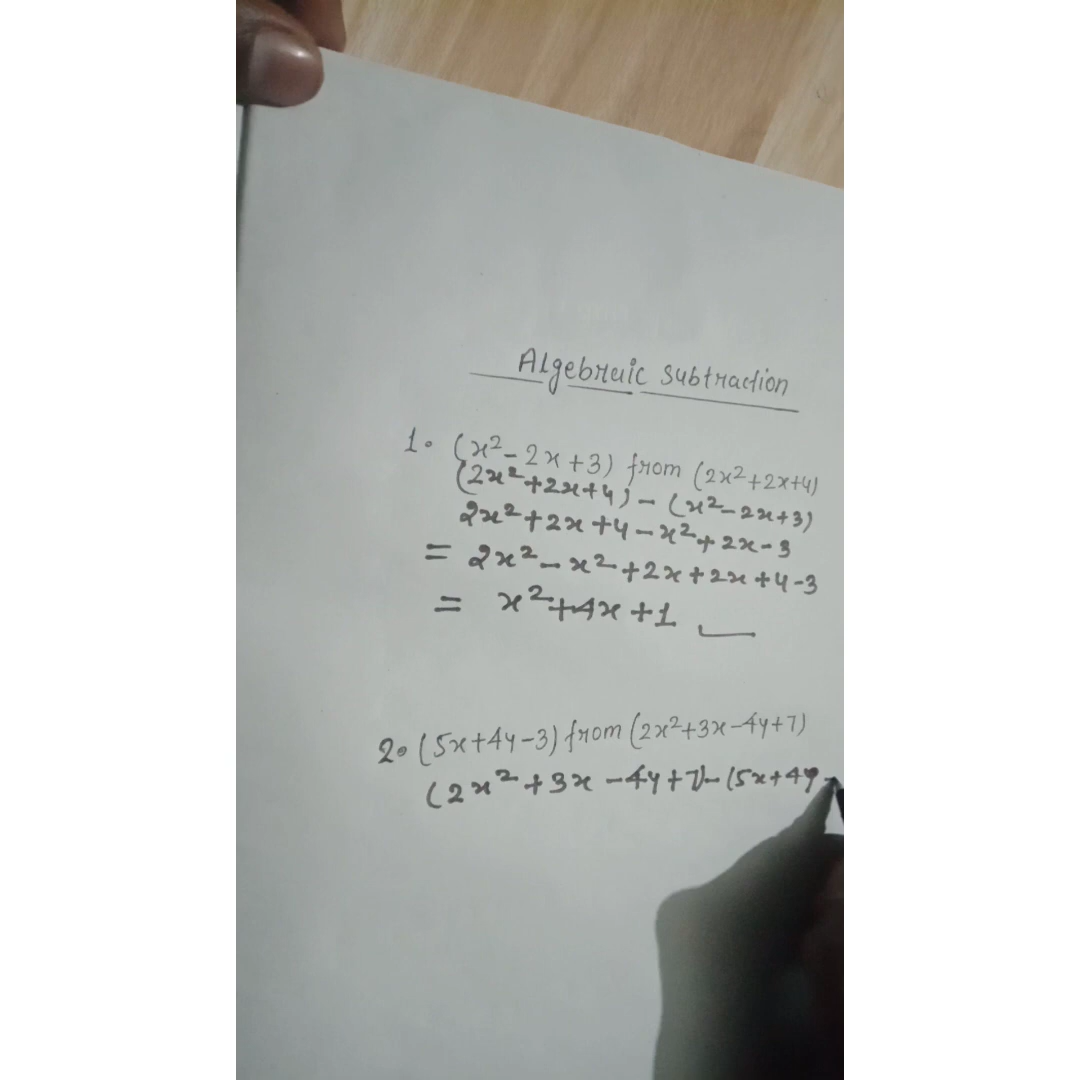 Algebraic subtraction
1. (x²-2x+3) from (2x²+2x+4)
(2x²+2x+4) - (x²-2x+3)
2x²+2x+4-x²+2x-3
= 2x²-x²+2x+2x+4-3
= x²+4x+1
2. (5x+4y-3) from (2x²+3x-4y+7)
(2x²+3x-4y+7)-(5x+4y-